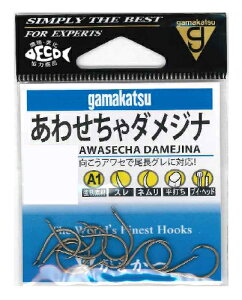 SIMPLY THE BEST
FOR EXPERTS
DECO
gamakatsu
あわせちゃダメジナ
AWASECHA DAMEJINA
向こうアワセで尾長グレに対応!
A1 スレ ネムリ 平打ち
The World's Finest Hooks